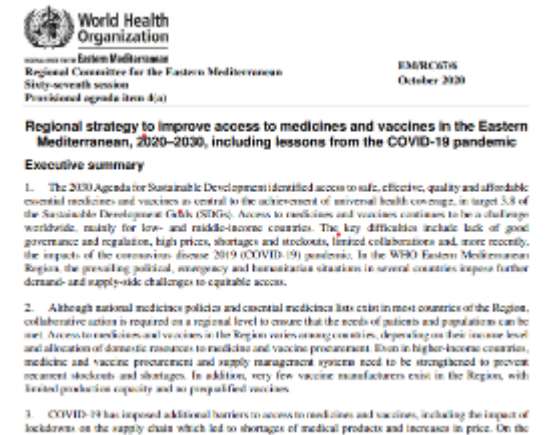 World Health
Organization
Eastern Mediterranean
Regional Committee for the Eastern Mediterranean
Sixty-seventh session
Provisional agenda item 4(a)
EM/RC67/6
October 2020
Regional strategy to improve access to medicines and vaccines in the Eastern
Mediterranean, 2020–2030, including lessons from the COVID-19 pandemic
Executive summary
1. The 2030 Agenda for Sustainable Development identified access to safe, effective, quality and affordable
essential medicines and vaccines as central to the achievement of universal health coverage, in target 3.8 of
the Sustainable Development Goals (SDGs). Access to medicines and vaccines continues to be a challenge
worldwide, mainly for low- and middle-income countries. The key difficulties include lack of good
governance and regulation, high prices, shortages and stockouts, limited collaborations and, more recently,
the impacts of the coronavirus disease 2019 (COVID-19) pandemic. In the WHO Eastern Mediterranean
Region, the prevailing political, emergency and humanitarian situations in several countries impose further
demand- and supply-side challenges to equitable access.
2. Although national medicines policies and essential medicines lists exist in most countries of the Region,
collaborative action is required on a regional level to ensure that the needs of patients and populations can be
met. Access to medicines and vaccines in the Region varies among countries, depending on their income level
and allocation of domestic resources to medicine and vaccine procurement. Even in higher-income countries,
medicine and vaccine procurement and supply management systems need to be strengthened to prevent
recurrent stockouts and shortages. In addition, very few vaccine manufacturers exist in the Region, with
limited production capacity and no prequalified vaccines.
3. COVID-19 has imposed additional barriers to access to medicines and vaccines, including the impact of
lockdowns on the supply chain which led to shortages of medical products and increases in price. On the